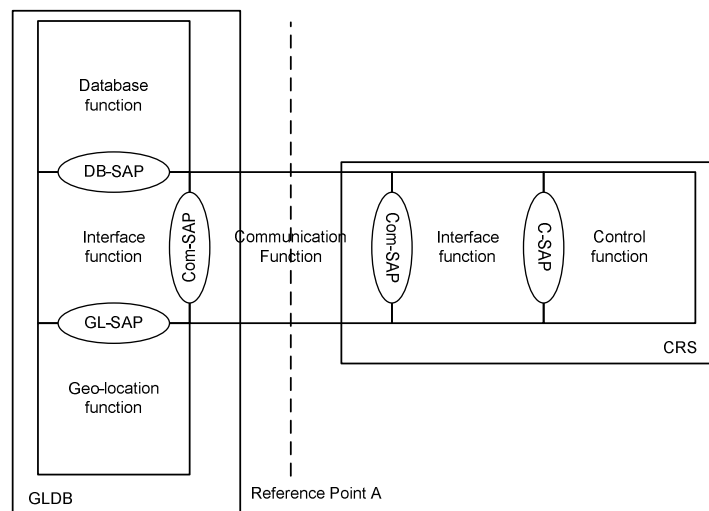 Database
function
DB-SAP
Interface
function
Com-SAP
Communication
Function
Com-SAP
Interface
function
C-SAP
Control
function
GL-SAP
CRS
Geo-location
function
GLDB
Reference Point A